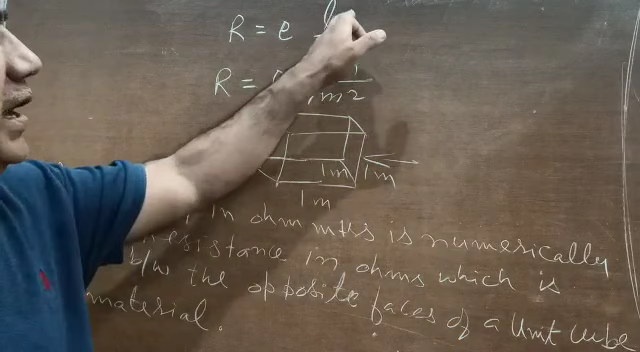 R = e l
R =
m2
1m 1m
1m
in ohm mtrs is numerically
resistance in ohms which is
b/w the opposite faces of a Unit cube
material.